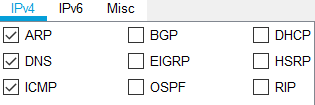 IPv4 IPv6 Misc
ARP BGP DHCP
DNS EIGRP HSRP
ICMP OSPF RIP